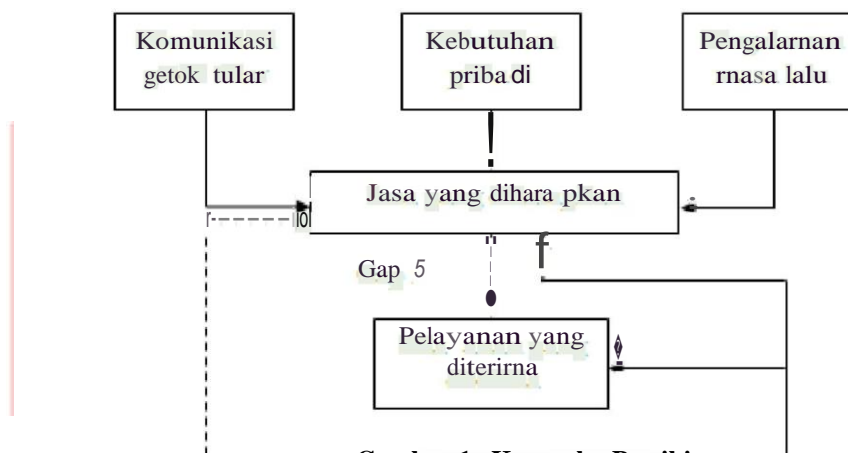 Komunikasi
getok tular
Kebutuhan
priba di
Pengalarnan
rnasa lalu
Jasa yang dihara pkan
Gap 5
Pelayanan yang
diterirna